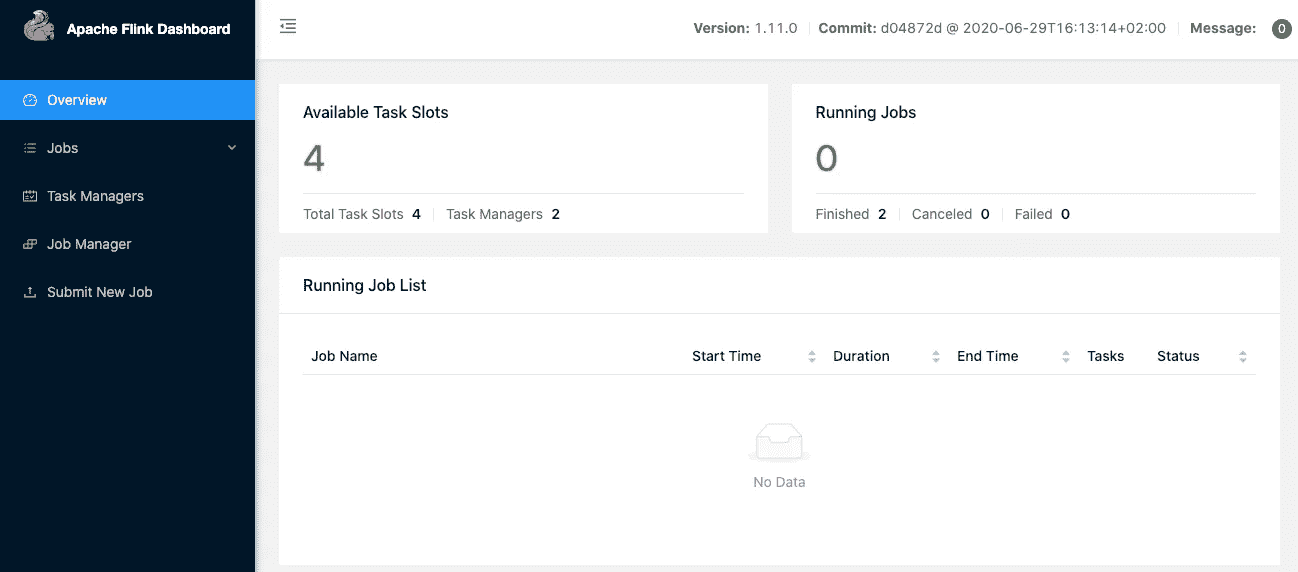 Apache Flink Dashboard
Version: 1.11.0 Commit: d04872d @ 2020-06-29T16:13:14+02:00 Message: 0
Overview
Jobs
Task Managers
Job Manager
Submit New Job
Available Task Slots
4
Total Task Slots 4 Task Managers 2
Running Jobs
0
Finished 2 Canceled 0 Failed 0
Running Job List
Job Name Start Time Duration End Time Tasks Status
No Data